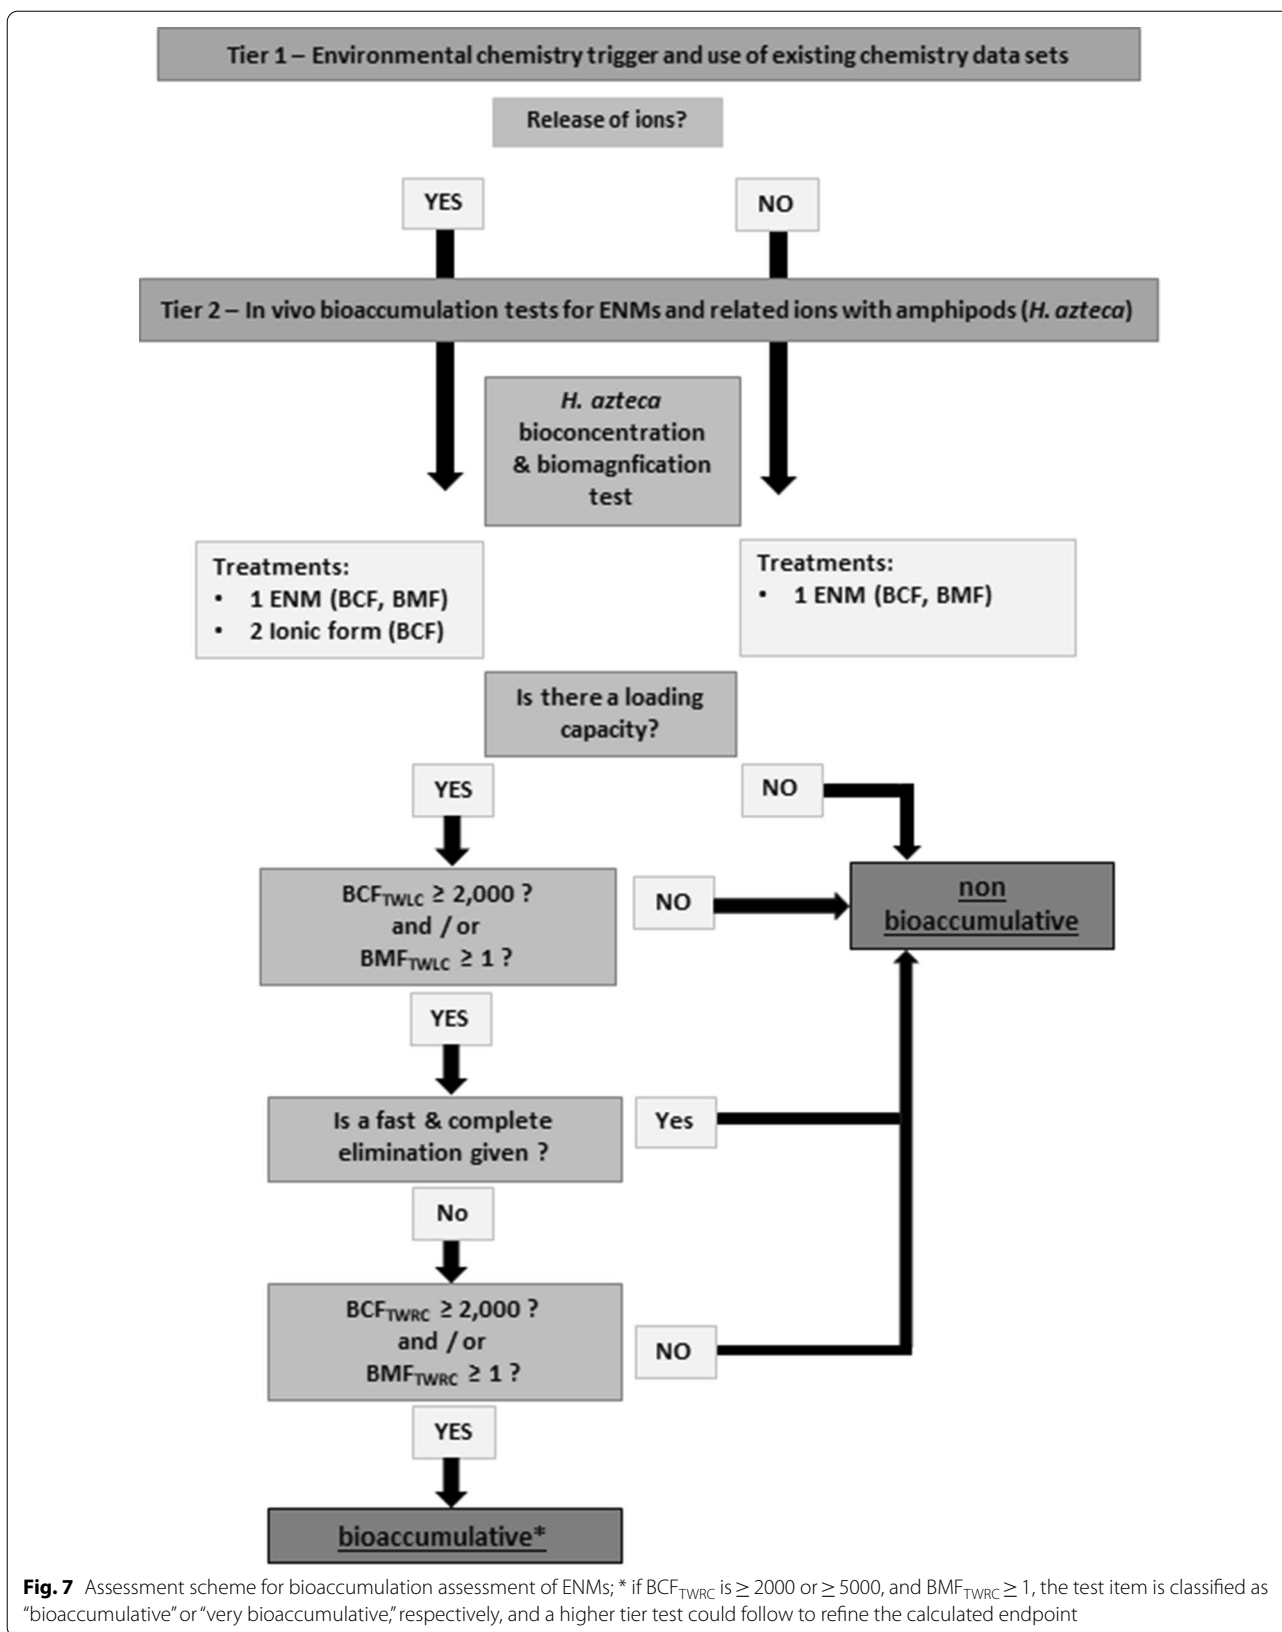 Tier 1 – Environmental chemistry trigger and use of existing chemistry data sets
Release of ions?
YES
NO
Tier 2 – In vivo bioaccumulation tests for ENMs and related ions with amphipods (H. azteca)
H. azteca
bioconcentration
& biomagnfication
test
Treatments:
• 1 ENM (BCF, BMF)
• 2 Ionic form (BCF)
Treatments:
• 1 ENM (BCF, BMF)
Is there a loading
capacity?
YES
NO
BCFTWLC ≥ 2,000 ?
and / or
BMFTWLC ≥ 1 ?
NO
non
bioaccumulative
YES
Is a fast & complete
elimination given ?
Yes
No
BCFTWRC ≥ 2,000 ?
and / or
BMFTWRC ≥ 1 ?
NO
YES
bioaccumulative*
Fig. 7 Assessment scheme for bioaccumulation assessment of ENMs; * if BCFTWRC is ≥ 2000 or ≥ 5000, and BMFTWRC ≥ 1, the test item is classified as
“bioaccumulative” or “very bioaccumulative,” respectively, and a higher tier test could follow to refine the calculated endpoint